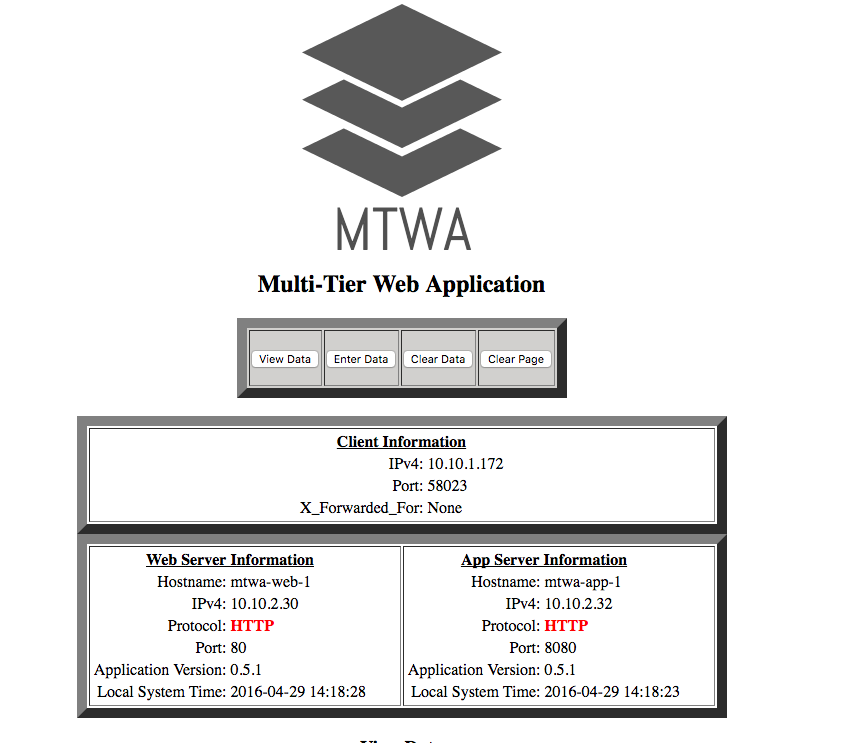 MTWA
Multi-Tier Web Application
View Data Enter Data Clear Data Clear Page
Client Information
IPv4: 10.10.1.172
Port: 58023
X_Forwarded_For: None
Web Server Information
Hostname: mtwa-web-1
IPv4: 10.10.2.30
Protocol: HTTP
Port: 80
Application Version: 0.5.1
Local System Time: 2016-04-29 14:18:28
App Server Information
Hostname: mtwa-app-1
IPv4: 10.10.2.32
Protocol: HTTP
Port: 8080
Application Version: 0.5.1
Local System Time: 2016-04-29 14:18:23